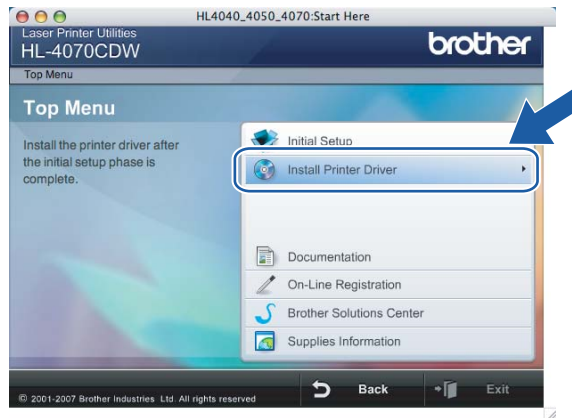 HL4040_4050_4070:Start Here
Laser Printer Utilities
HL-4070CDW
brother
Top Menu
Top Menu
Install the printer driver after
the initial setup phase is
complete.
Initial Setup
Install Printer Driver
Documentation
On-Line Registration
Brother Solutions Center
Supplies Information
© 2001-2007 Brother Industries Ltd. All rights reserved
Back
Exit